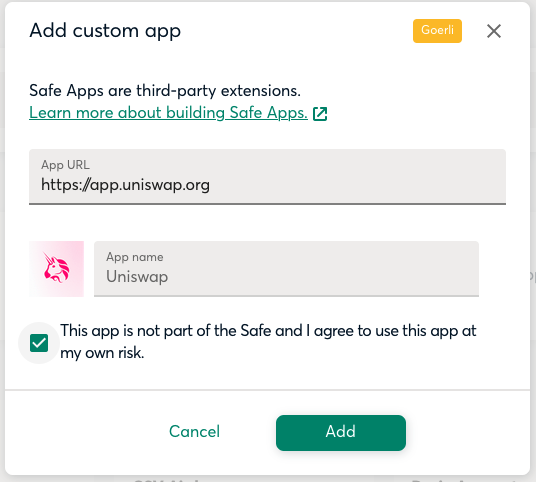 Add custom app
Goerli
Safe Apps are third-party extensions.
Learn more about building Safe Apps.
App URL
https://app.uniswap.org
App name
Uniswap
This app is not part of the Safe and I agree to use this app at
my own risk.
Cancel
Add